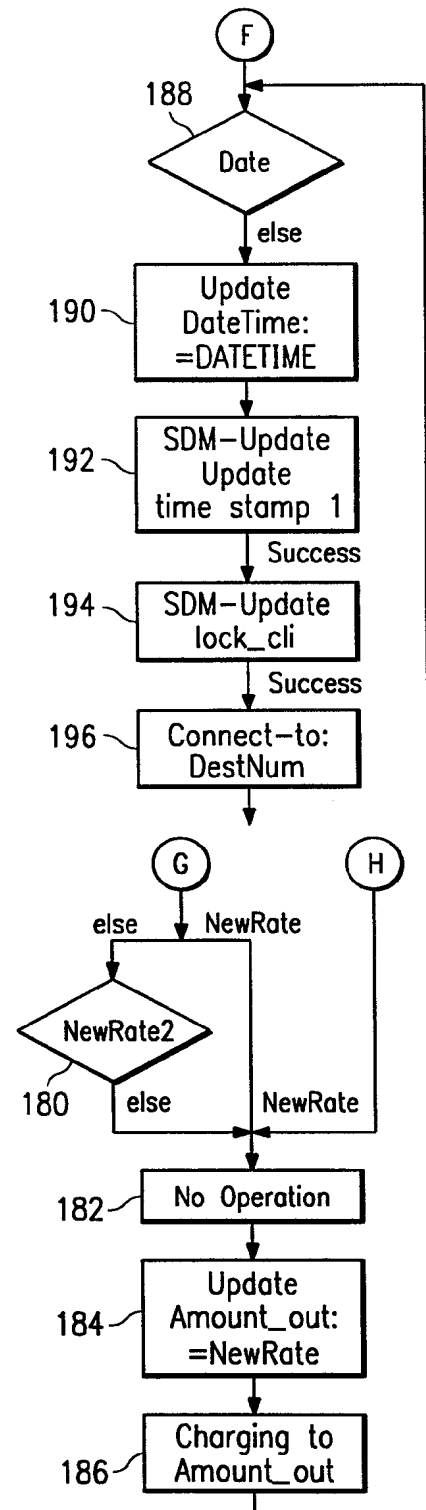 F
188
Date
else
190
Update
DateTime:
=DATETIME
192
SDM-Update
Update
time stamp 1
Success
194
SDM-Update
lock_cli
Success
196
Connect-to:
DestNum
G
H
else
NewRate
NewRate2
180
else
NewRate
182
No Operation
184
Update
Amount_out:
=NewRate
186
Charging to
Amount_out